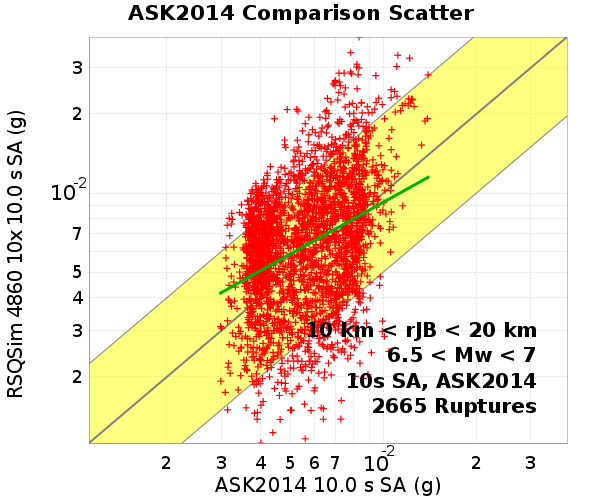 ASK2014 Comparison Scatter
RSQSim 4860 10x 10.0 s SA (g)
3
2
10-2
7
5
4
3
2
10 km < rJB < 20 km
6.5 < Mw < 7
10s SA, ASK2014
2665 Ruptures
2 3 4 5 6 7 10-2 2 3
ASK2014 10.0 s SA (g)